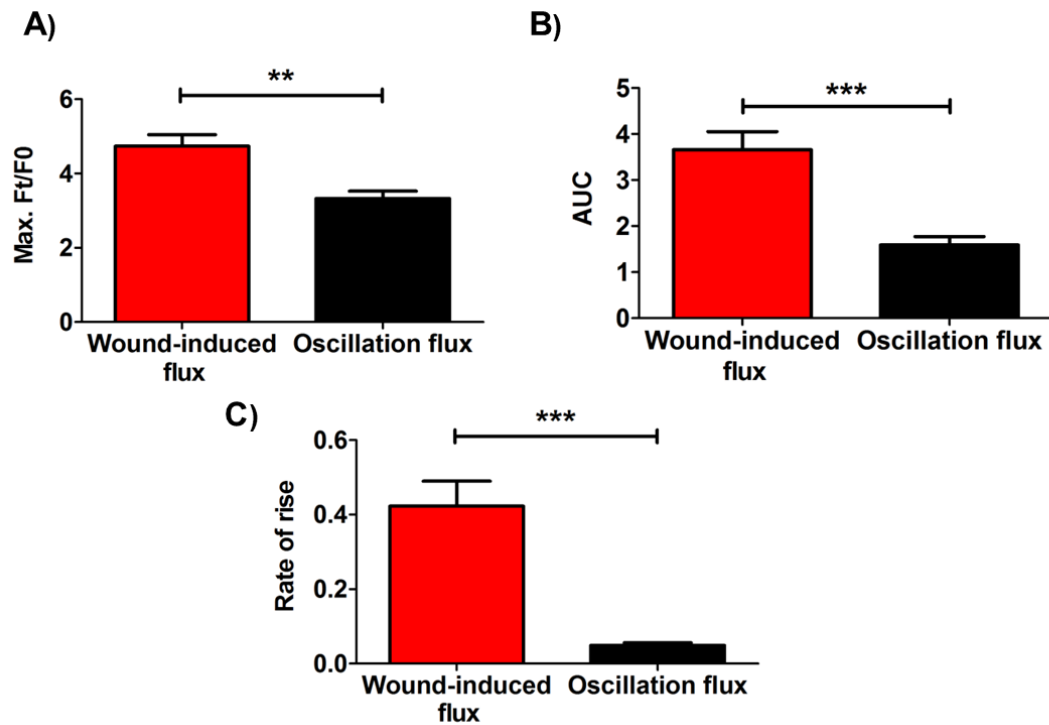 A)
**
6
4
2
0
Max. Ft/F0
Wound-induced
flux
Oscillation flux
B)
***
5
4
3
2
1
0
AUC
Wound-induced
flux
Oscillation flux
C)
***
0.6
0.4
0.2
0.0
Rate of rise
Wound-induced
flux
Oscillation flux